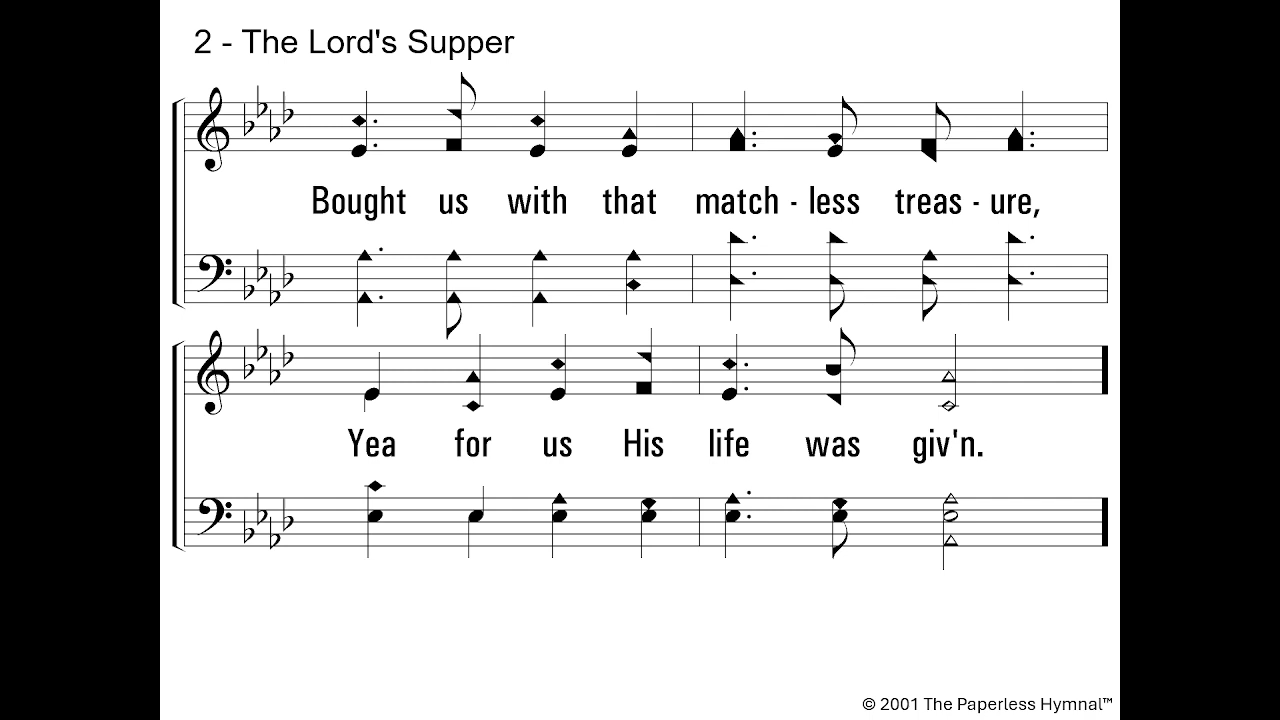 2 - The Lord's Supper
Bought us with that match - less treas - ure,
Yea for us His life was giv'n.
© 2001 The Paperless Hymnal™